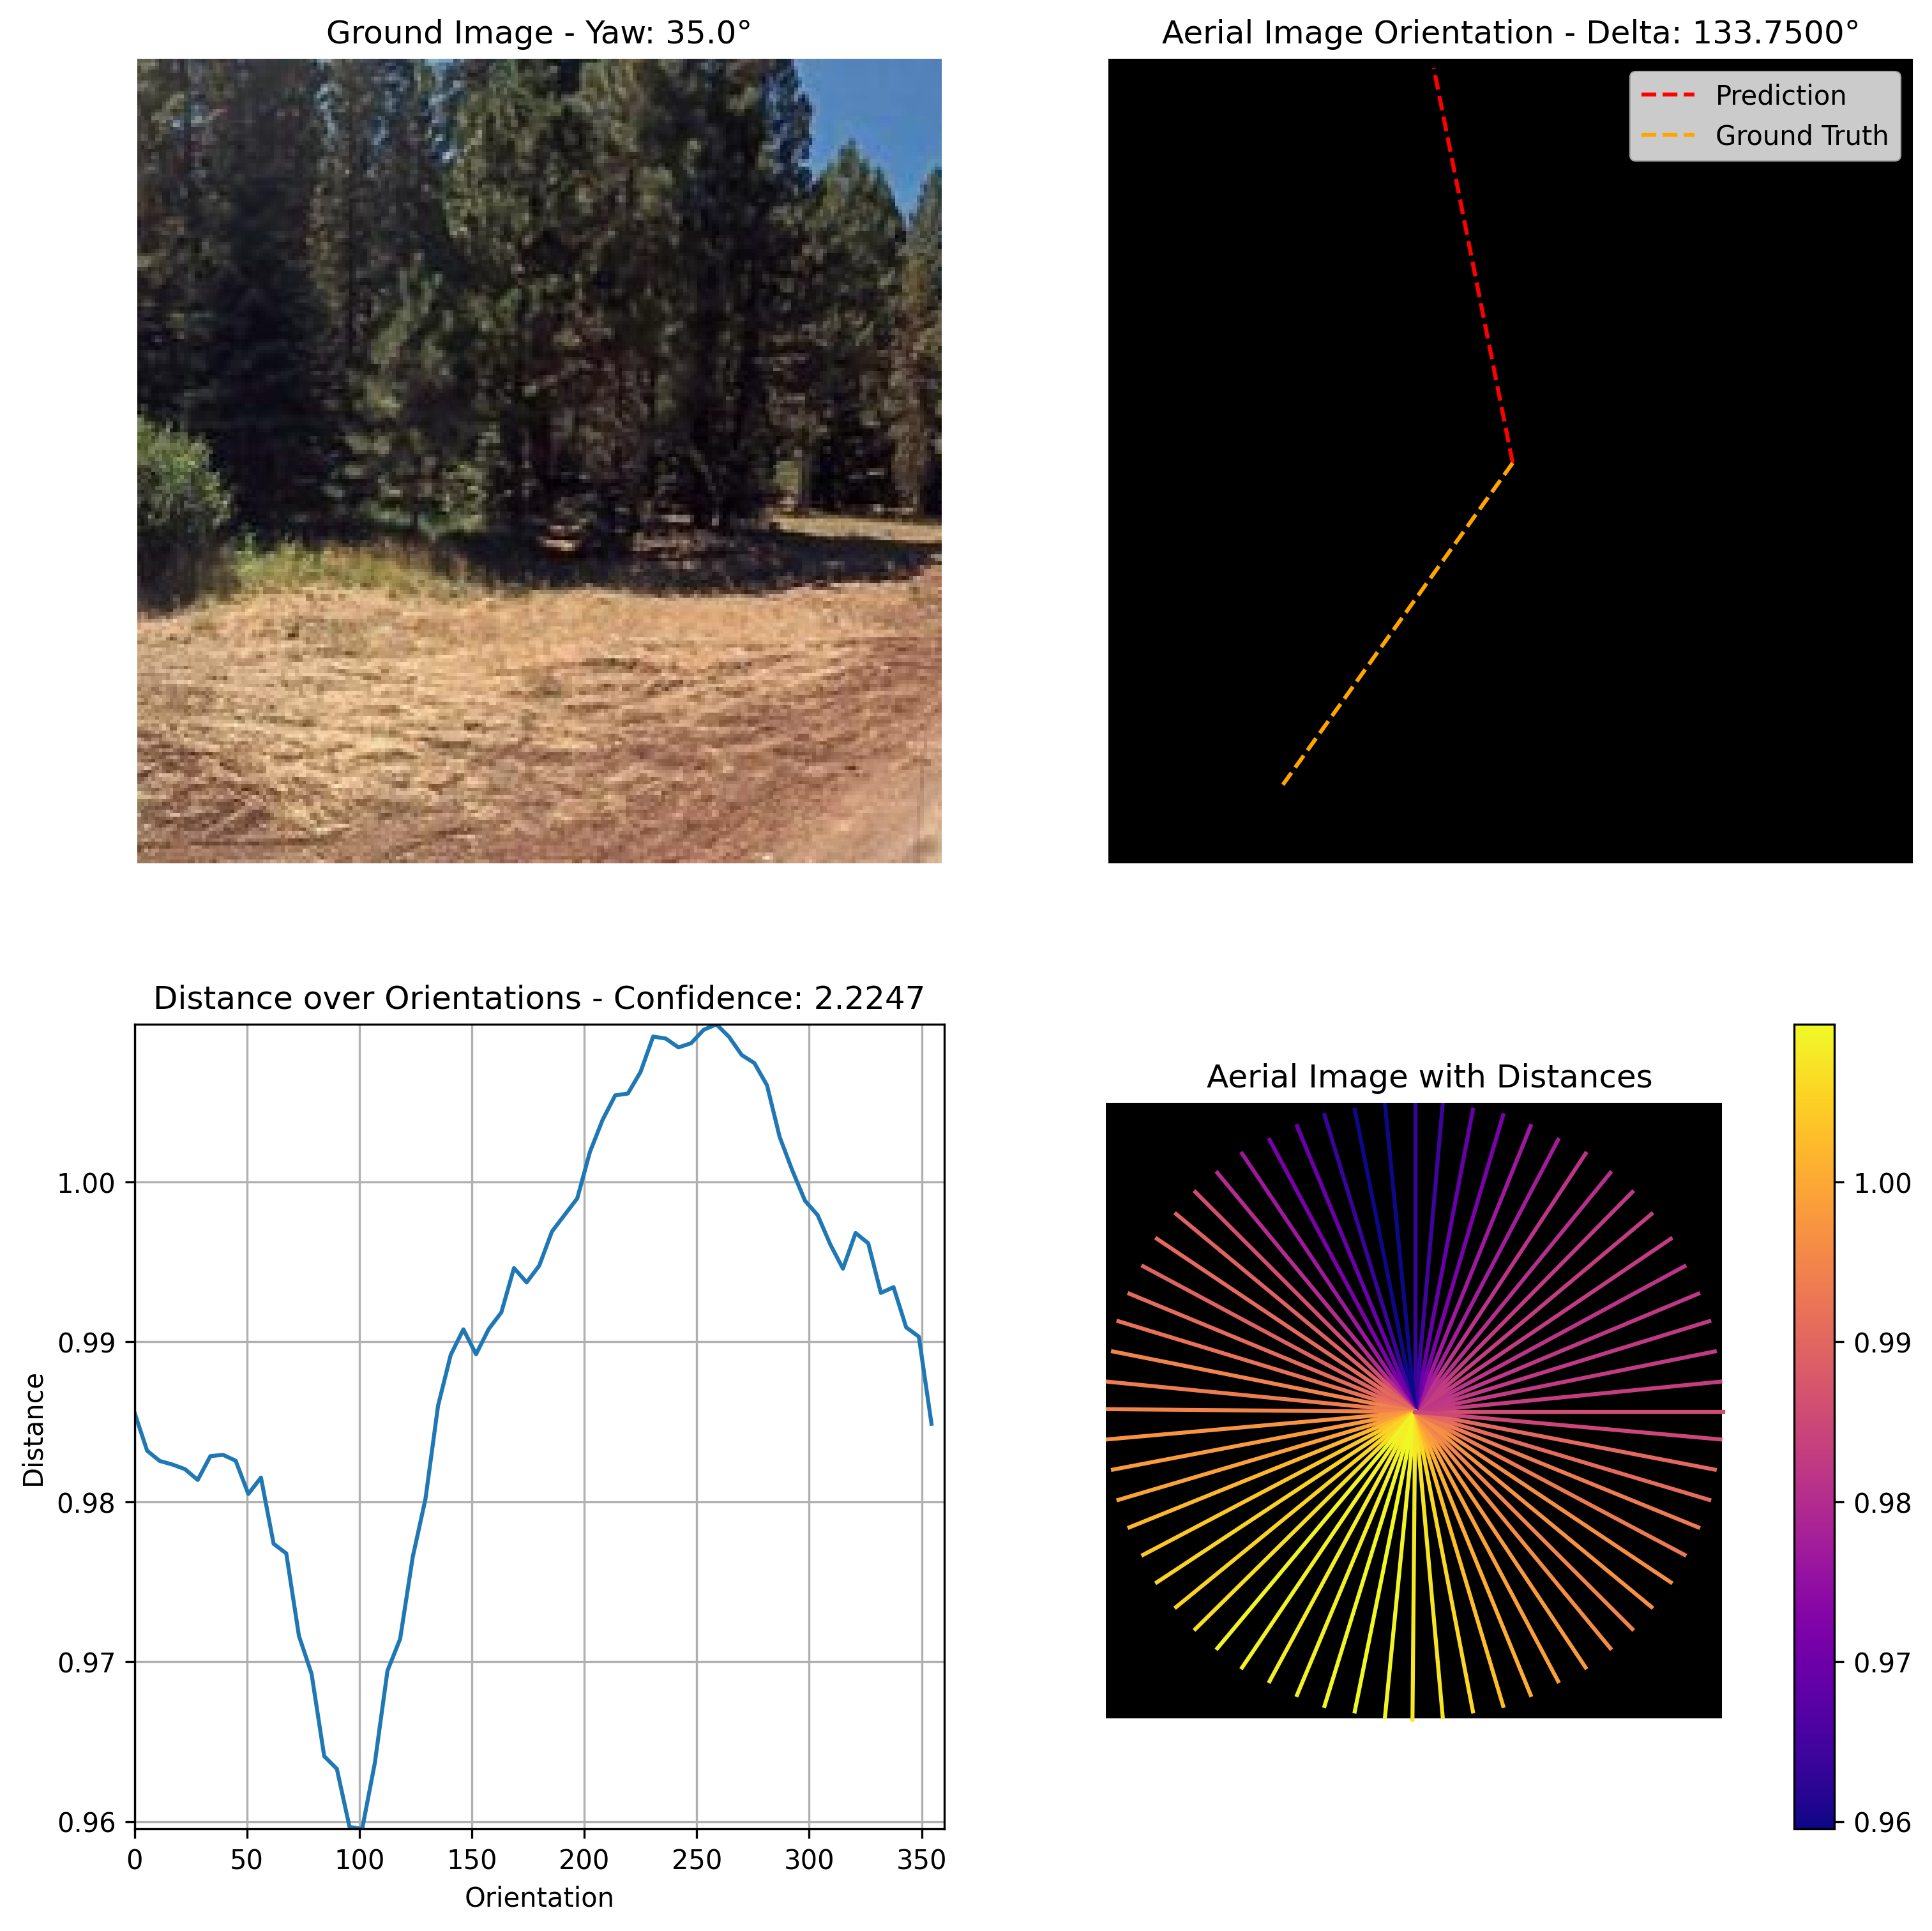 Ground Image - Yaw: 35.0°
Aerial Image Orientation - Delta: 133.7500°
Prediction
Ground Truth
Distance over Orientations - Confidence: 2.2247
Distance
1.00
0.99
0.98
0.97
0.96
0 50 100 150 200 250 300 350
Orientation
Aerial Image with Distances
1.00
0.99
0.98
0.97
0.96